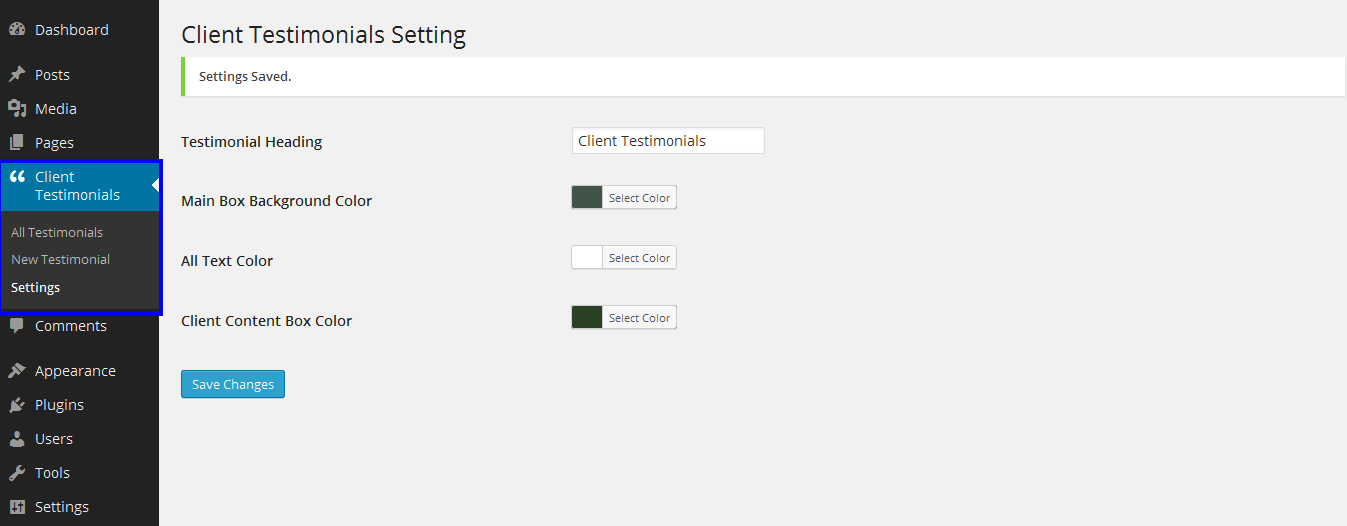 Dashboard
Posts
Media
Pages
Client
Testimonials
All Testimonials
New Testimonial
Settings
Comments
Appearance
Plugins
Users
Tools
Settings
Client Testimonials Setting
Settings Saved.
Testimonial Heading
Client Testimonials
Main Box Background Color
Select Color
All Text Color
Select Color
Client Content Box Color
Select Color
Save Changes